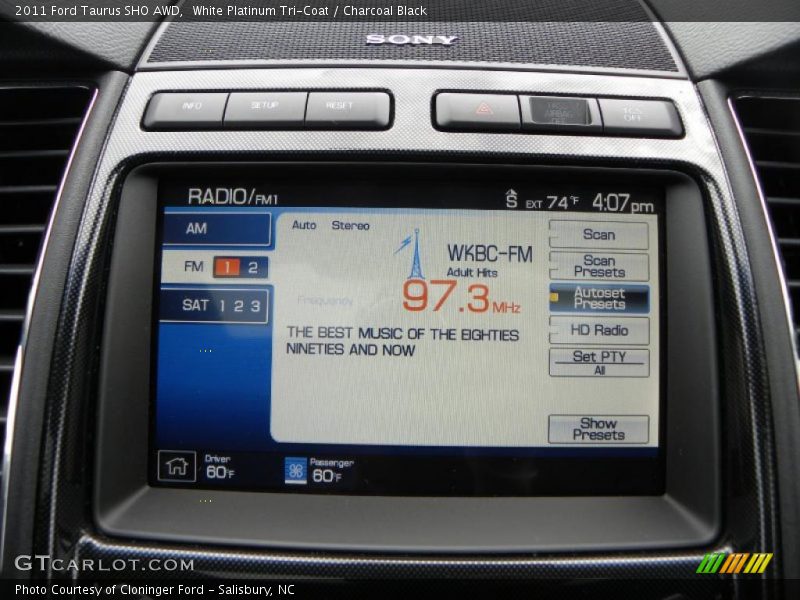 2011 Ford Taurus SHO AWD, White Platinum Tri-Coat / Charcoal Black
SONY
INFO SETUP RESET
OFF
RADIO/FM1 S EXT 74°F 4:07pm
AM
FM 1 2
SAT 1 2 3
Auto Stereo
WKBC-FM
Adult Hits
Frequency
97.3 MHz
THE BEST MUSIC OF THE EIGHTIES
NINETIES AND NOW
Scan
Scan
Presets
Autoset
Presets
HD Radio
Set PTY
All
Show
Presets
Driver
60°F
Passenger
60°F
GTCARLOT.COM
Photo Courtesy of Cloninger Ford - Salisbury, NC